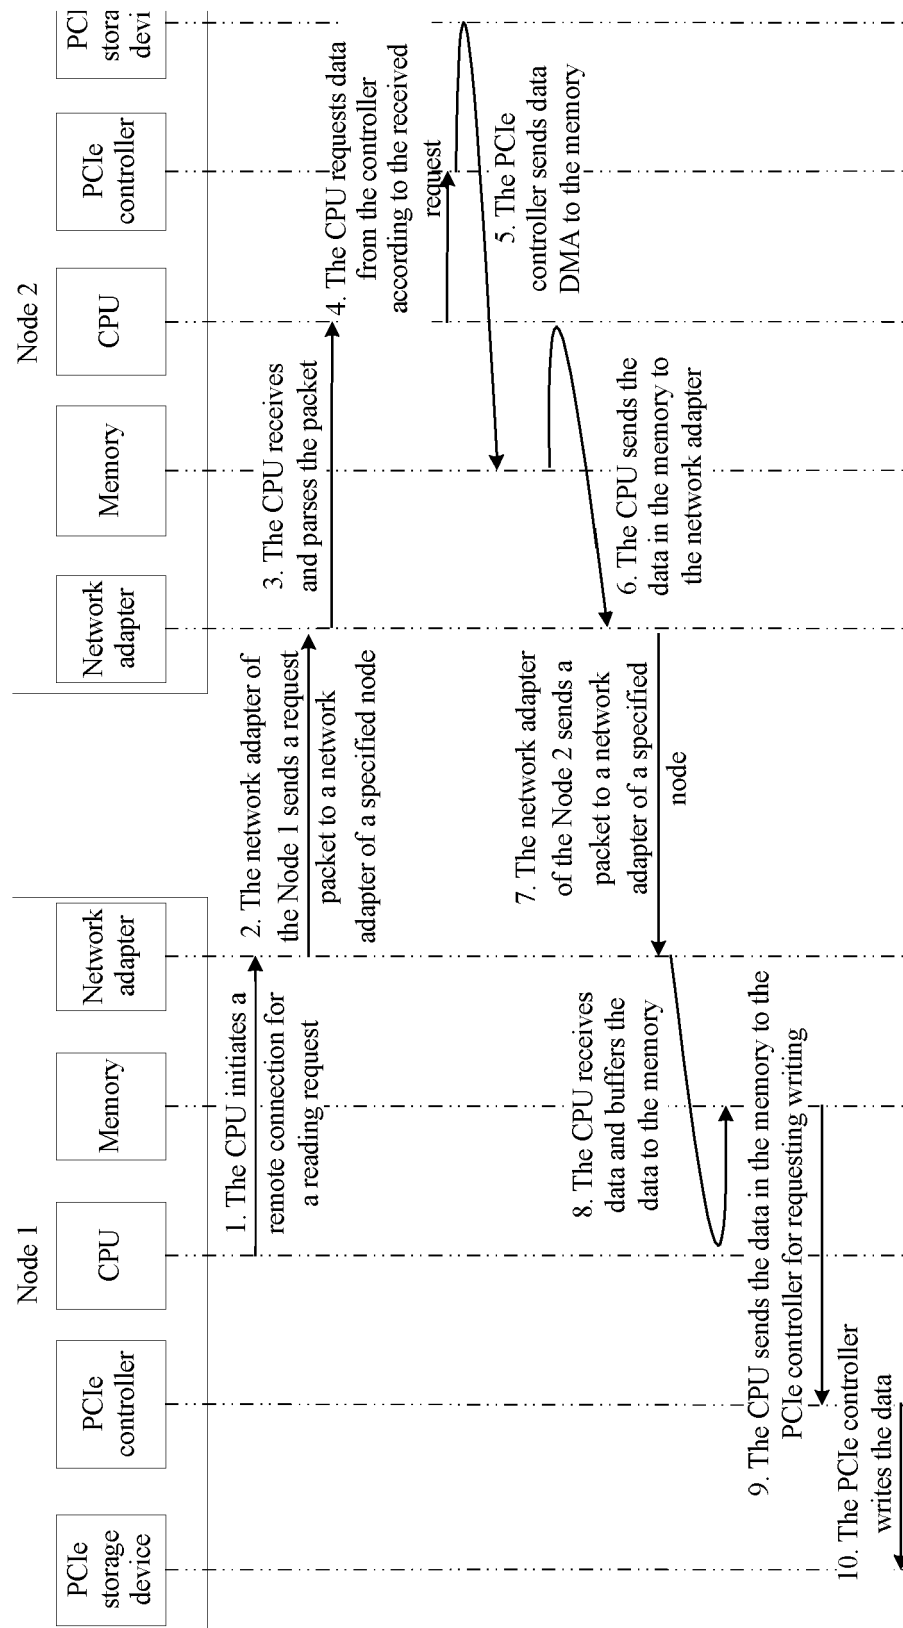 Node 1
Node 2
PCIe
storage
device
PCIe
controller
CPU
Memory
Network
adapter
Network
adapter
Memory
CPU
PCIe
controller
PCI
stora
devi
1. The CPU initiates a
remote connection for
a reading request
2. The network adapter of
the Node 1 sends a request
packet to a network
adapter of a specified node
3. The CPU receives
and parses the packet
4. The CPU requests data
from the controller
according to the received
request
5. The PCIe
controller sends data
DMA to the memory
6. The CPU sends the
data in the memory to
the network adapter
7. The network adapter
of the Node 2 sends a
packet to a network
adapter of a specified
node
8. The CPU receives
data and buffers the
data to the memory
9. The CPU sends the data in the memory to the
PCIe controller for requesting writing
10. The PCIe controller
writes the data